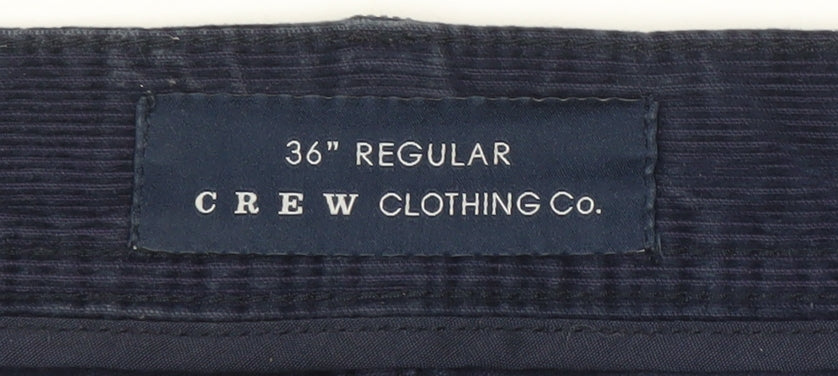 36” REGULAR
CREW CLOTHING Co.